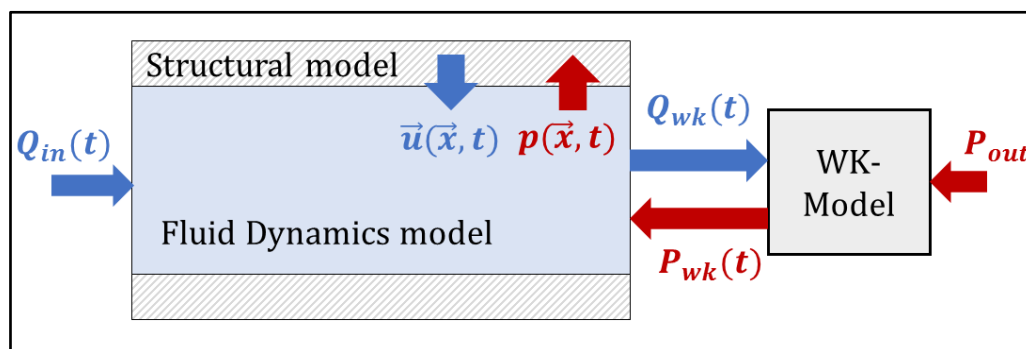 Structural model
Q_in(t)
u⃗(x⃗, t)
p(x⃗, t)
Q_wk(t)
P_out
WK-
Model
Fluid Dynamics model
P_wk(t)